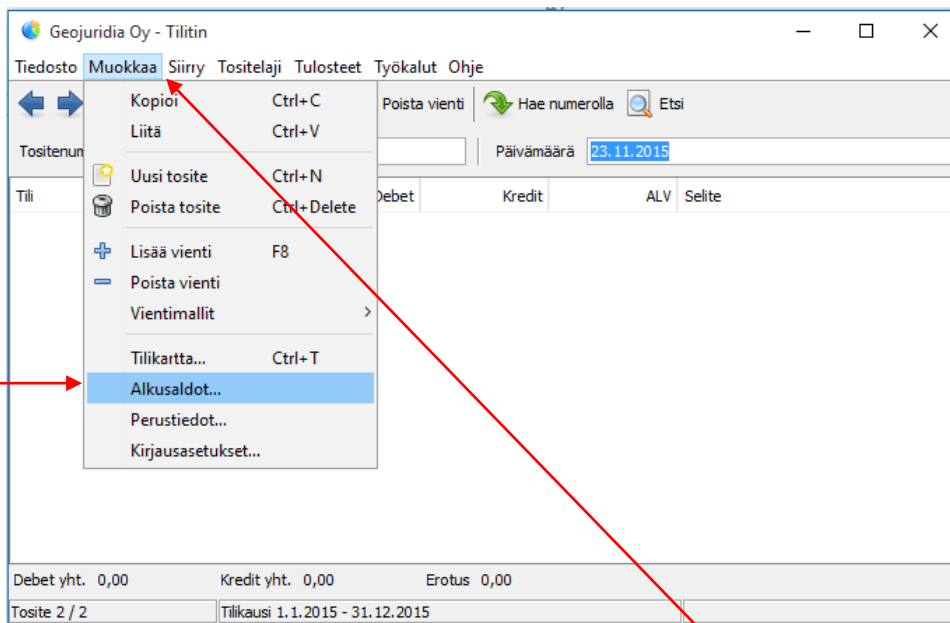 Geojuridia Oy - Tilitin
Tiedosto Muokkaa Siirry Tositelaji Tulosteet Työkalut Ohje
Kopioi Ctrl+C
Liitä Ctrl+V
Uusi tosite Ctrl+N
Poista tosite Ctrl+Delete
Lisää vienti F8
Poista vienti
Vientimallit
Tilikartta... Ctrl+T
Alkusaldot...
Perustiedot...
Kirjausasetukset...
Poista vienti Hae numerolla Etsi
Tositenum Päivämäärä 23.11.2015
Tili Debet Kredit ALV Selite
Debet yht. 0,00 Kredit yht. 0,00 Erotus 0,00
Tosite 2 / 2 Tilikausi 1.1.2015 - 31.12.2015